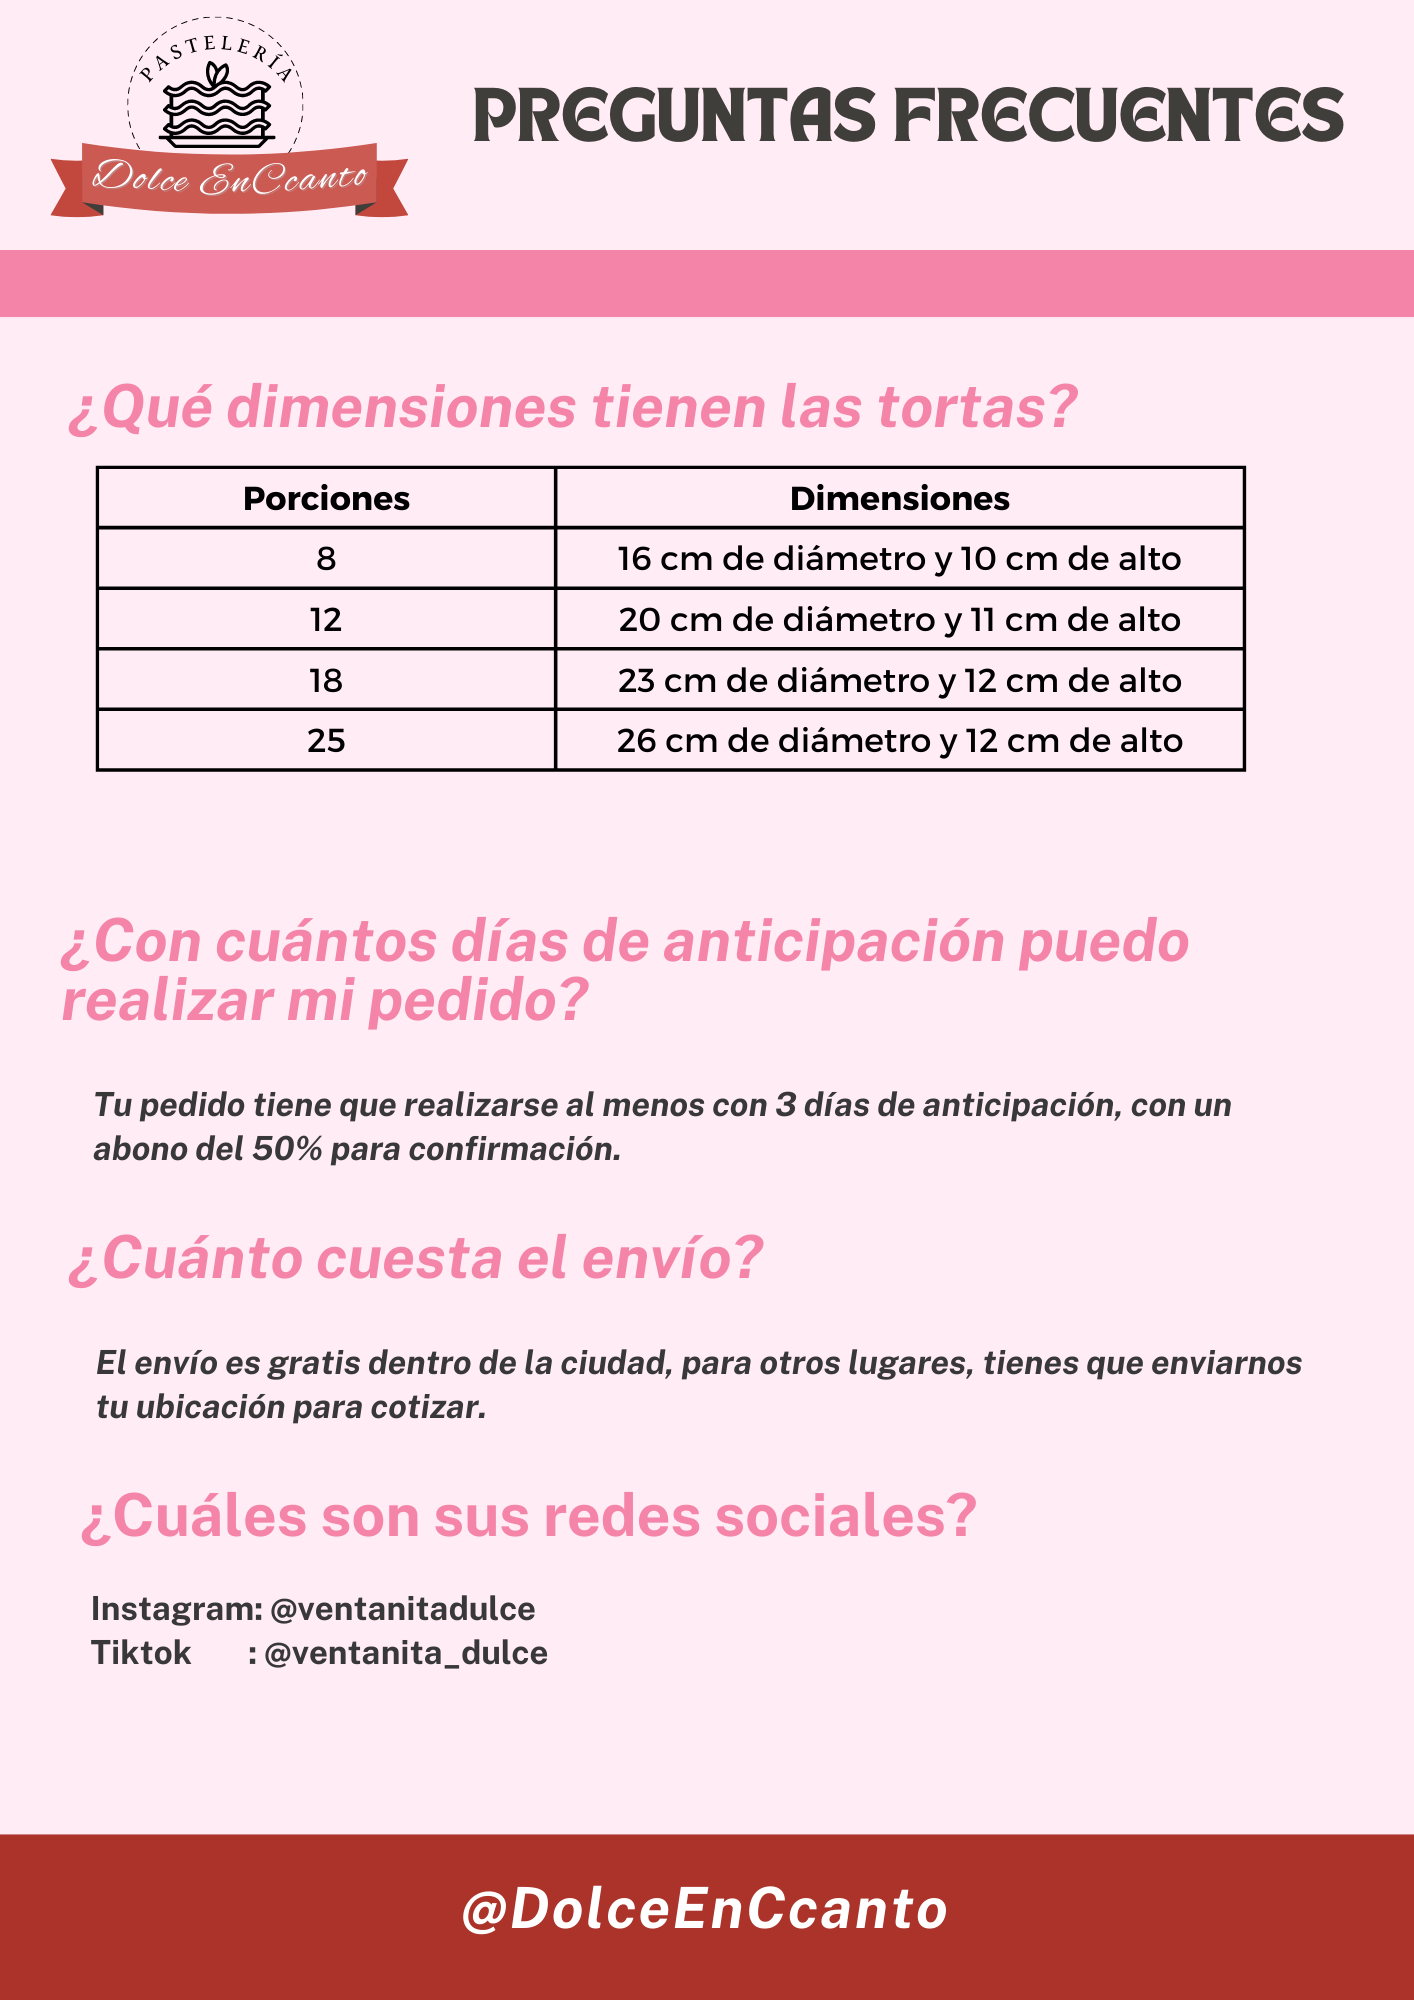 PASTELERÍA
Dolce EnCcanto
PREGUNTAS FRECUENTES
¿Qué dimensiones tienen las tortas?
Porciones Dimensiones
8 16 cm de diámetro y 10 cm de alto
12 20 cm de diámetro y 11 cm de alto
18 23 cm de diámetro y 12 cm de alto
25 26 cm de diámetro y 12 cm de alto
¿Con cuántos días de anticipación puedo
realizar mi pedido?
Tu pedido tiene que realizarse al menos con 3 días de anticipación, con un
abono del 50% para confirmación.
¿Cuánto cuesta el envío?
El envío es gratis dentro de la ciudad, para otros lugares, tienes que enviarnos
tu ubicación para cotizar.
¿Cuáles son sus redes sociales?
Instagram: @ventanitadulce
Tiktok : @ventanita_dulce
@DolceEnCcanto